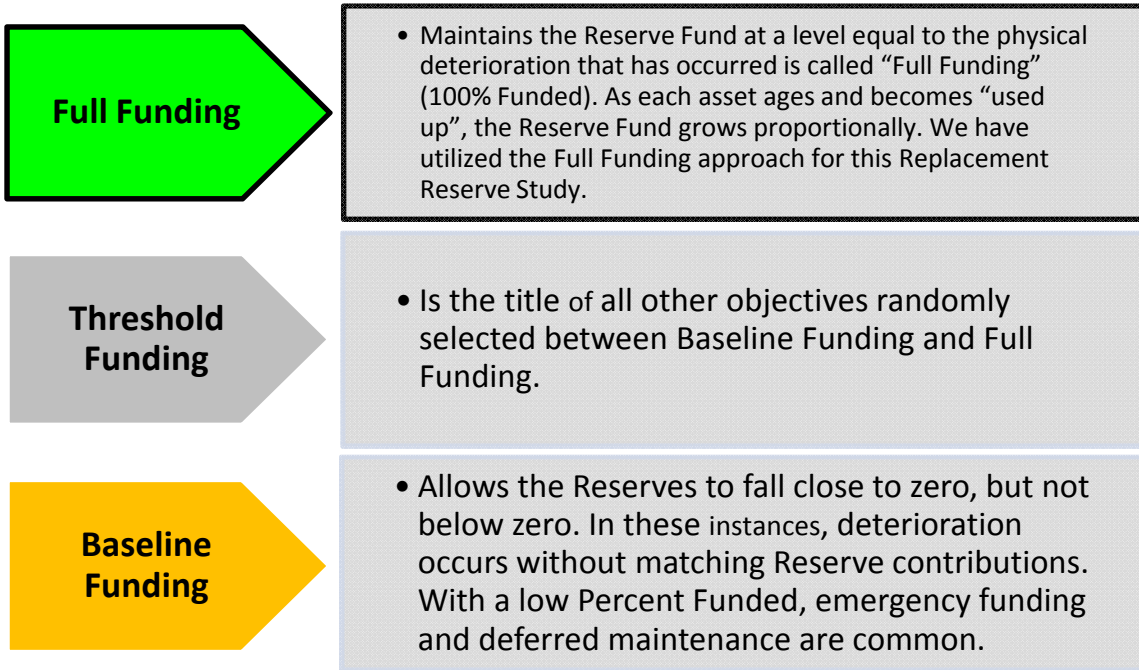 Full Funding
• Maintains the Reserve Fund at a level equal to the physical
deterioration that has occurred is called “Full Funding”
(100% Funded). As each asset ages and becomes “used
up”, the Reserve Fund grows proportionally. We have
utilized the Full Funding approach for this Replacement
Reserve Study.
Threshold
Funding
• Is the title of all other objectives randomly
selected between Baseline Funding and Full
Funding.
Baseline
Funding
• Allows the Reserves to fall close to zero, but not
below zero. In these instances, deterioration
occurs without matching Reserve contributions.
With a low Percent Funded, emergency funding
and deferred maintenance are common.